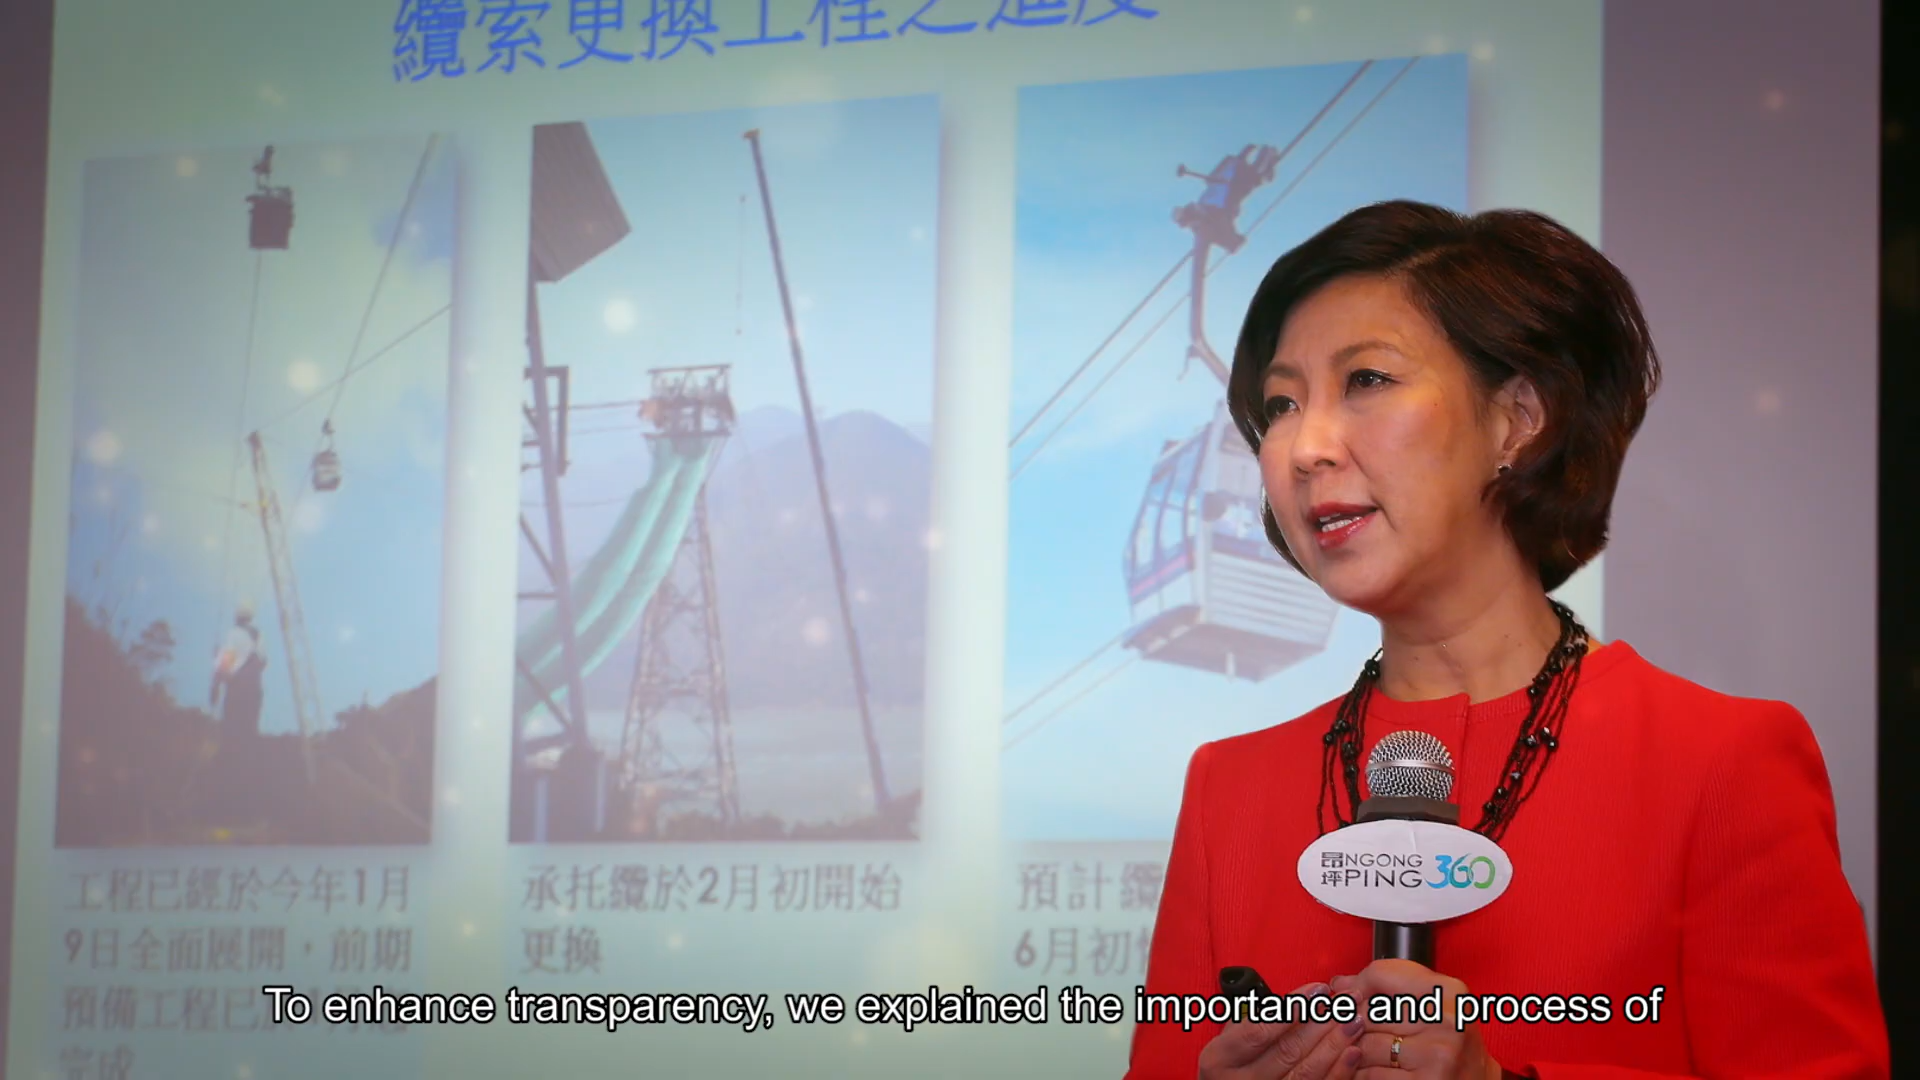 纜索更換工程之進度
工程已經於今年1月
9日全面展開，前期
預備工程已
完成
承托纜於2月初開始
更換
預計纜
6月初
昂坪 NGONG PING 360
To enhance transparency, we explained the importance and process of